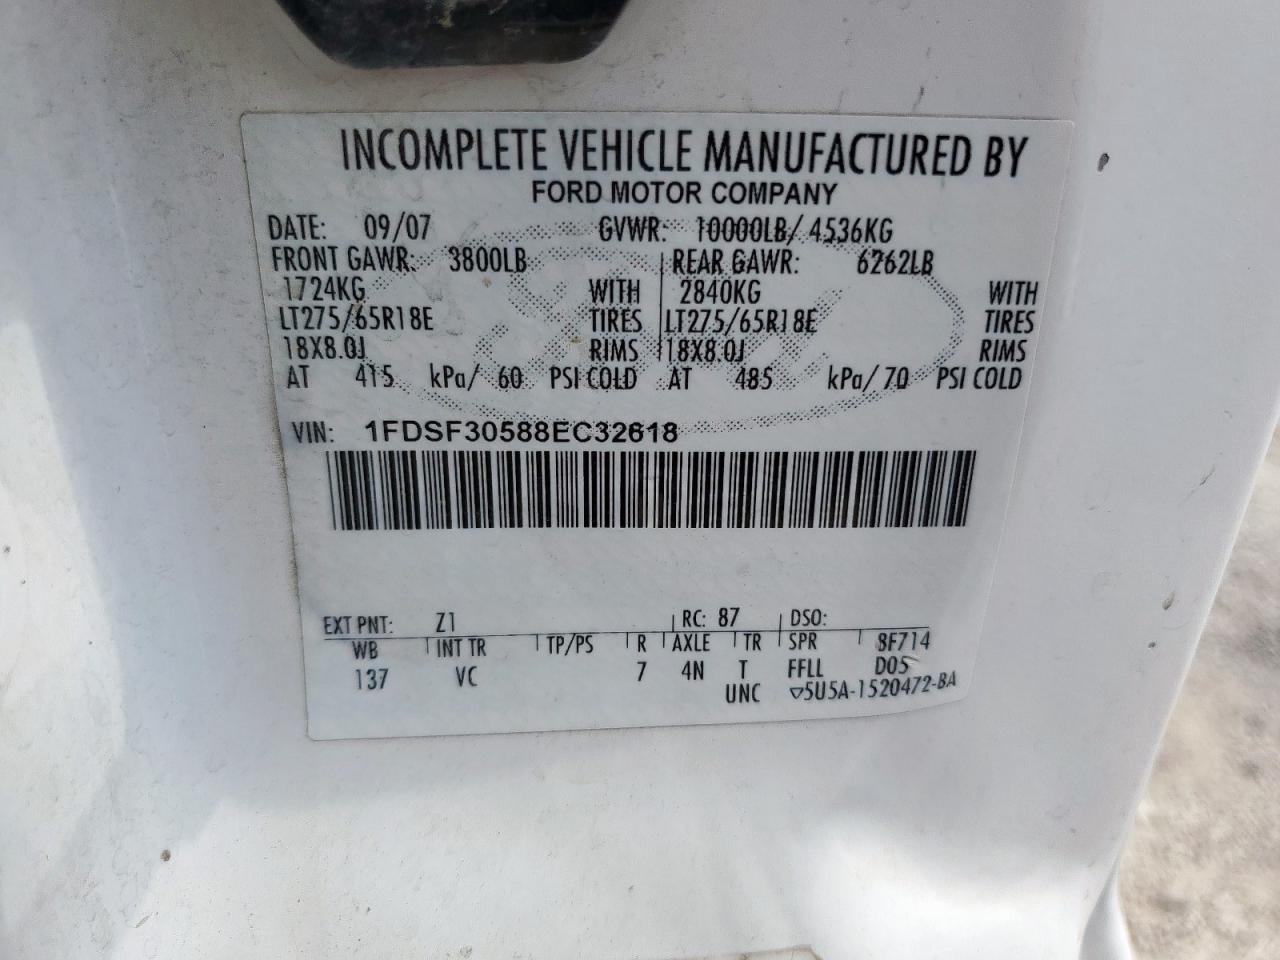 INCOMPLETE VEHICLE MANUFACTURED BY
FORD MOTOR COMPANY
DATE: 09/07 GVWR: 10000LB/ 4536KG
FRONT GAWR: 3800LB REAR GAWR: 6262LB
1724KG WITH 2840KG WITH
LT275/65R18E TIRES LT275/65R18E TIRES
18X8.0J RIMS 18X8.0J RIMS
AT 415 kPa/ 60 PSI COLD AT 485 kPa/ 70 PSI COLD
VIN: 1FDSF30588EC32618
EXT PNT: Z1 RC: 87 DSO:
WB INT TR TP/PS R AXLE TR SPR 8F714
137 VC 7 4N T FFLL D05
UNC ▽5U5A-1520472-BA